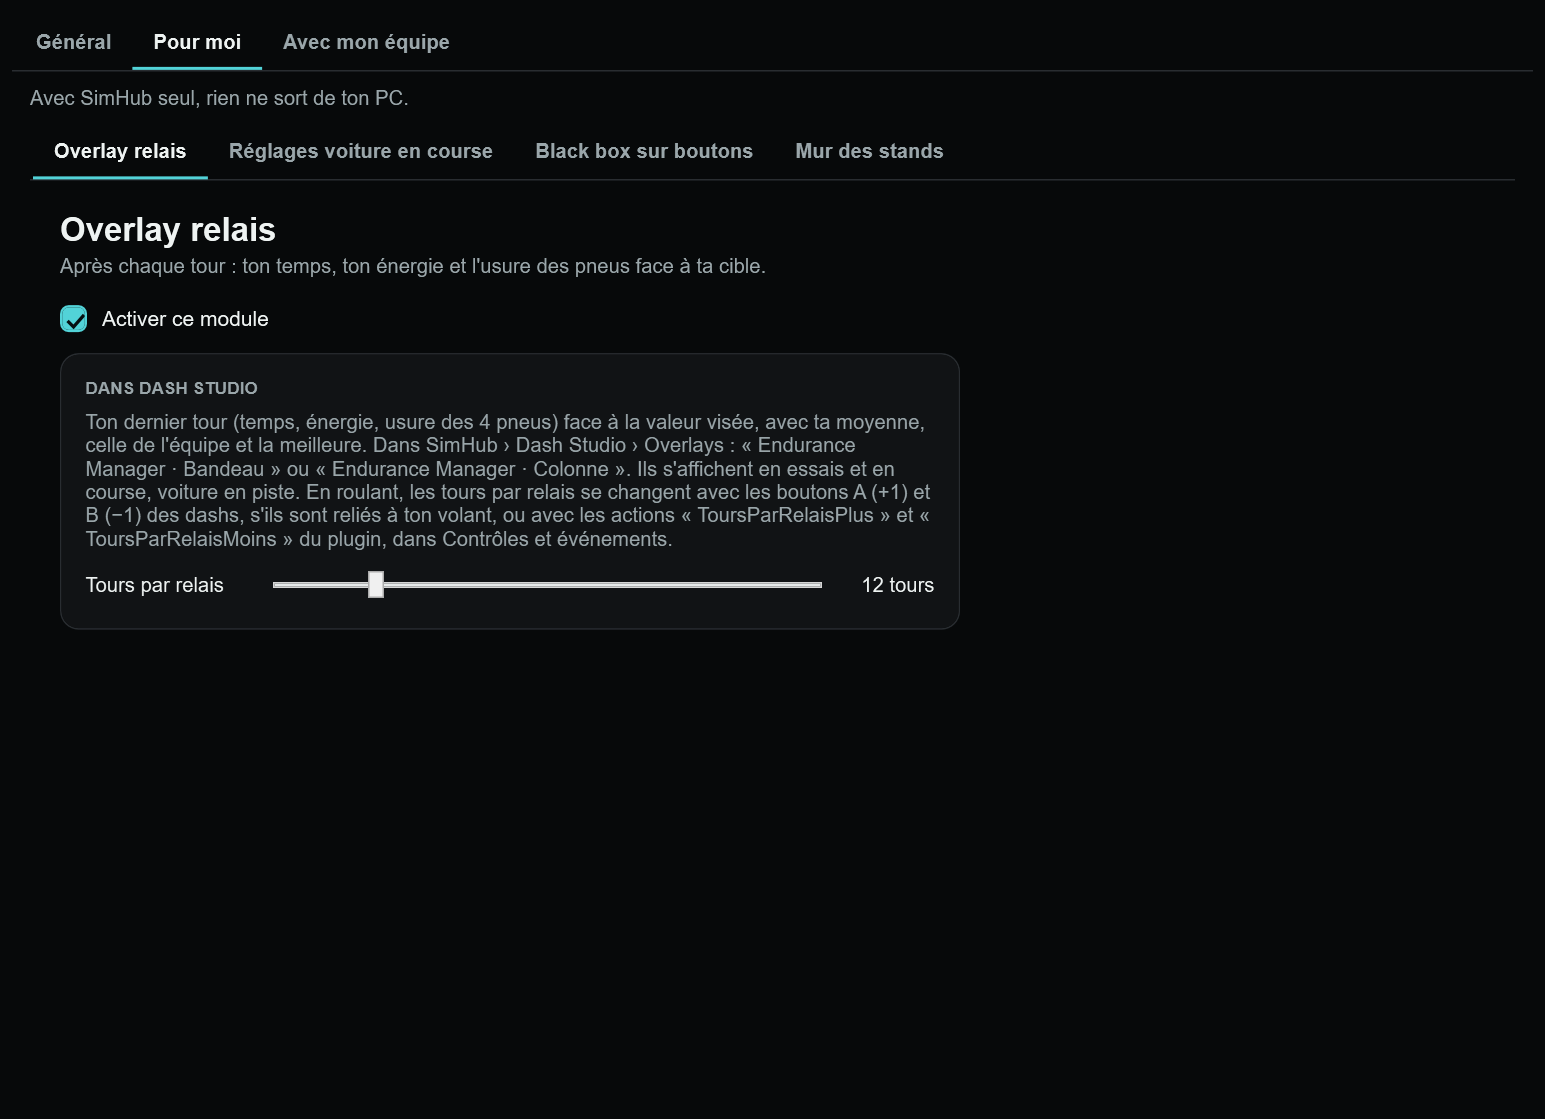 Général
Pour moi
Avec mon équipe
Avec SimHub seul, rien ne sort de ton PC.
Overlay relais
Réglages voiture en course
Black box sur boutons
Mur des stands
Overlay relais
Après chaque tour : ton temps, ton énergie et l'usure des pneus face à ta cible.
Activer ce module
DANS DASH STUDIO
Ton dernier tour (temps, énergie, usure des 4 pneus) face à la valeur visée, avec ta moyenne,
celle de l'équipe et la meilleure. Dans SimHub › Dash Studio › Overlays : « Endurance
Manager · Bandeau » ou « Endurance Manager · Colonne ». Ils s'affichent en essais et en
course, voiture en piste. En roulant, les tours par relais se changent avec les boutons A (+1) et
B (−1) des dashs, s'ils sont reliés à ton volant, ou avec les actions « ToursParRelaisPlus » et «
ToursParRelaisMoins » du plugin, dans Contrôles et événements.
Tours par relais
12 tours